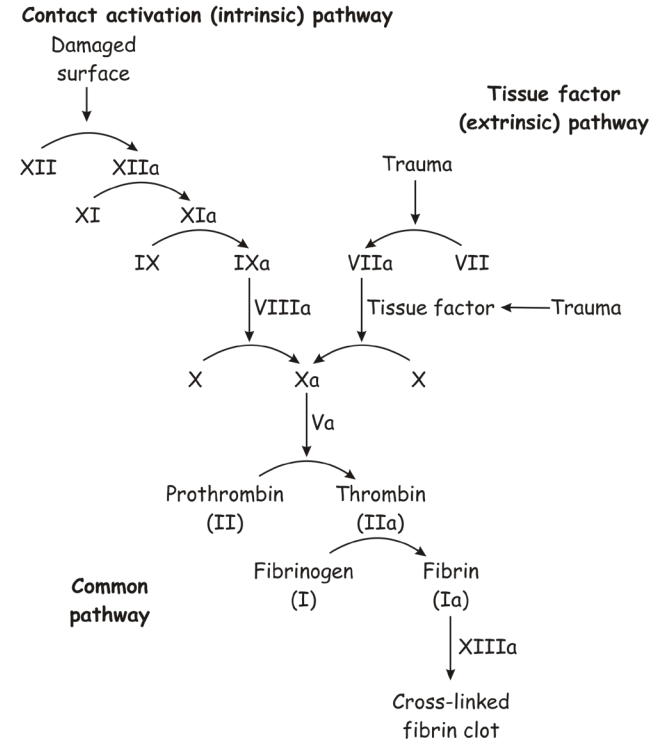 Contact activation (intrinsic) pathway
Damaged
surface
Tissue factor
(extrinsic) pathway
XII XIIa
Trauma
XI XIa
IX IXa VIIa VII
VIIIa Tissue factor Trauma
X Xa X
Va
Prothrombin Thrombin
(II) (IIa)
Fibrinogen Fibrin
(I) (Ia)
Common
pathway
XIIIa
Cross-linked
fibrin clot